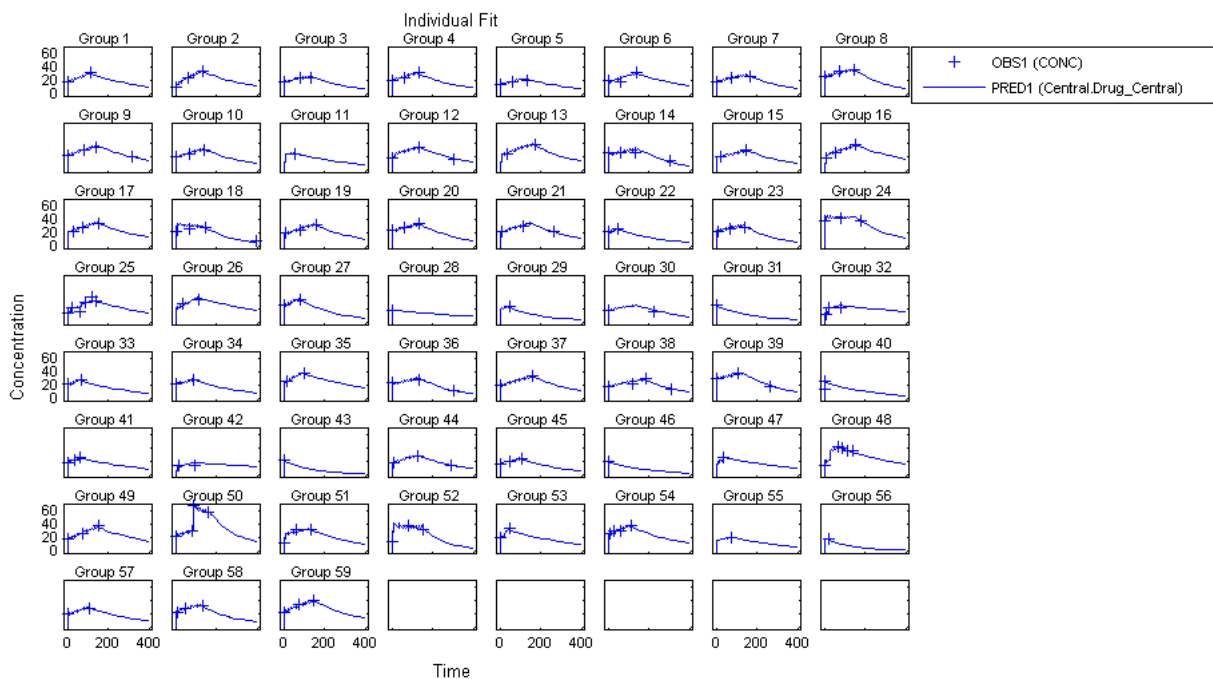 Individual Fit
Group 1 Group 2 Group 3 Group 4 Group 5 Group 6 Group 7 Group 8
60
40
20
0
OBS1 (CONC)
PRED1 (Central.Drug_Central)
Group 9 Group 10 Group 11 Group 12 Group 13 Group 14 Group 15 Group 16
Group 17 Group 18 Group 19 Group 20 Group 21 Group 22 Group 23 Group 24
60
40
20
0
Group 25 Group 26 Group 27 Group 28 Group 29 Group 30 Group 31 Group 32
Concentration
Group 33 Group 34 Group 35 Group 36 Group 37 Group 38 Group 39 Group 40
60
40
20
0
Group 41 Group 42 Group 43 Group 44 Group 45 Group 46 Group 47 Group 48
Group 49 Group 50 Group 51 Group 52 Group 53 Group 54 Group 55 Group 56
60
40
20
0
Group 57 Group 58 Group 59
0 200 400 0 200 400 0 200 400 0 200 400
Time